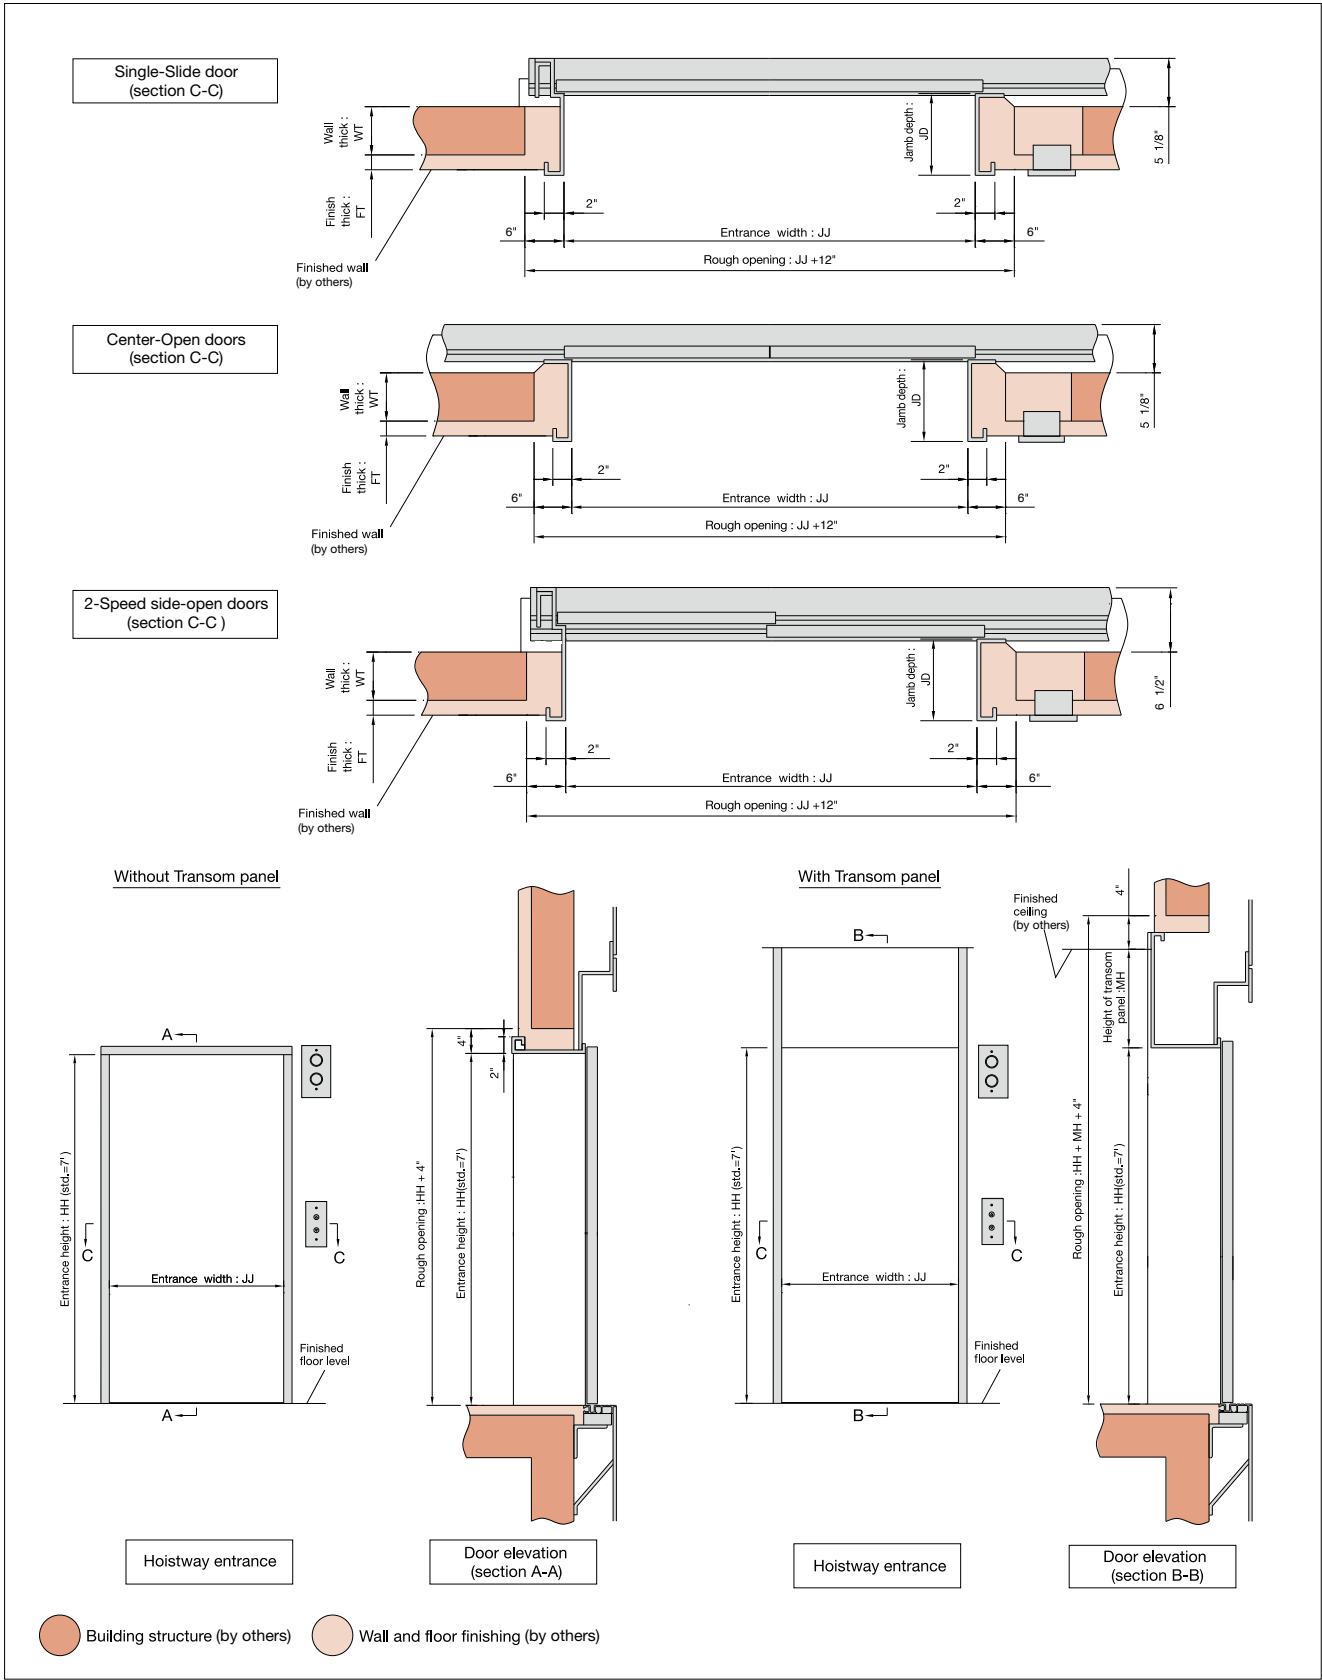 Single-Slide door
(section C-C)
Wall
thick :
WT
Finish
thick :
FT
Finished wall
(by others)
Jamb depth :
JD
5 1/8"
2"
2"
6"
Entrance width : JJ
6"
Rough opening : JJ +12"
Center-Open doors
(section C-C)
Wall
thick :
WT
Finish
thick :
FT
Finished wall
(by others)
Jamb depth :
JD
5 1/8"
2"
2"
6"
Entrance width : JJ
6"
Rough opening : JJ +12"
2-Speed side-open doors
(section C-C )
Wall
thick :
WT
Finish
thick :
FT
Finished wall
(by others)
Jamb depth :
JD
6 1/2"
2"
2"
6"
Entrance width : JJ
6"
Rough opening : JJ +12"
Without Transom panel
A
Entrance height : HH (std.=7')
C
C
Entrance width : JJ
Finished
floor level
A
Hoistway entrance
4"
2"
Rough opening :HH + 4"
Entrance height : HH(std.=7')
Door elevation
(section A-A)
With Transom panel
B
Entrance height : HH (std.=7')
C
C
Entrance width : JJ
Finished
floor level
B
Hoistway entrance
Finished
ceiling
(by others)
4"
Height of transom
panel :MH
Rough opening :HH + MH + 4"
Entrance height : HH(std.=7')
Door elevation
(section B-B)
Building structure (by others)
Wall and floor finishing (by others)